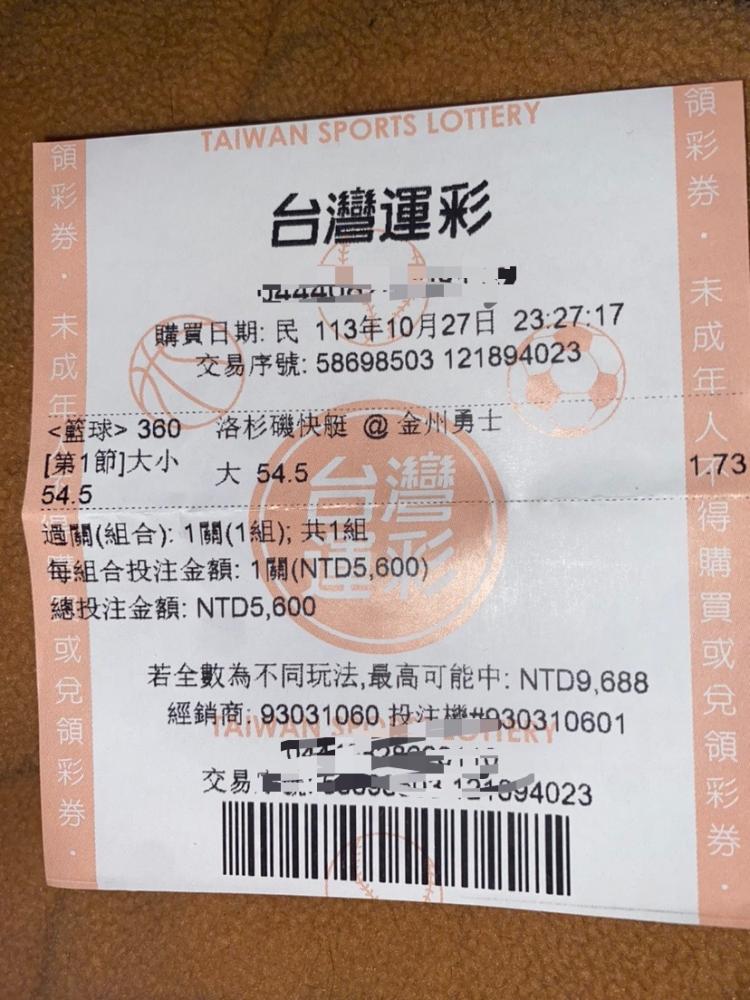 TAIWAN SPORTS LOTTERY
台灣運彩
購買日期: 民 113年10月27日 23:27:17
交易序號: 58698503 121894023
<籃球> 360 洛杉磯快艇 @ 金州勇士
[第1節]大小 大 54.5 1.73
54.5
過關(組合): 1關(1組); 共1組
每組合投注金額: 1關(NTD5,600)
總投注金額: NTD5,600
台灣
運彩
若全數為不同玩法,最高可能中: NTD9,688
經銷商: 93031060 投注機#930310601
TAIWAN SPORTS LOTTERY
交易
領彩券・未成年人
或兌領彩券・
領彩券・未成年人不得購買或兌領彩券・